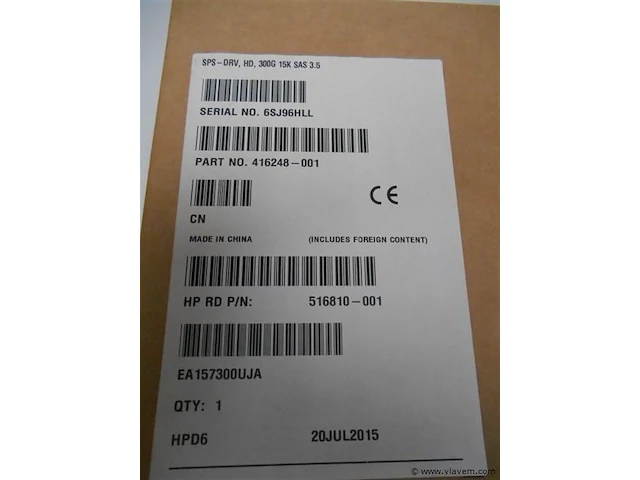 SPS-DRV, HD, 300G 15K SAS 3.5
SERIAL NO. 6SJ96HLL
PART NO. 416248-001
CE
CN
MADE IN CHINA (INCLUDES FOREIGN CONTENT)
HP RD P/N: 516810-001
EA157300UJA
QTY: 1
HPD6 20JUL2015
© www.vlavem.com